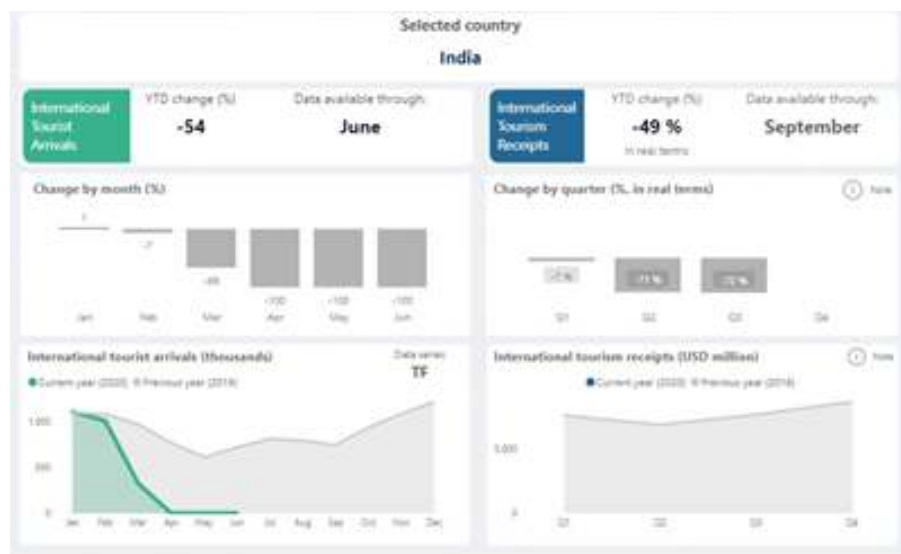 Selected country
India
International Tourist Arrivals
YTD change (%)
-54
Data available through:
June
International Tourism Receipts
YTD change (%)
-49 %
in real terms
Data available through:
September
Change by month (%)
-7
-100
-100
-100
Jan Feb Mar Apr May Jun
Change by quarter (%, in real terms)
Note
-7 %
Q1 Q2 Q3 Q4
International tourist arrivals (thousands)
Data series
TF
Current year (2020) Previous year (2019)
1,000
500
0
Jan Feb Mar Apr May Jun Jul Aug Sep Oct Nov Dec
International tourism receipts (USD million)
Note
Current year (2020) Previous year (2019)
5,000
0
Q1 Q2 Q3 Q4